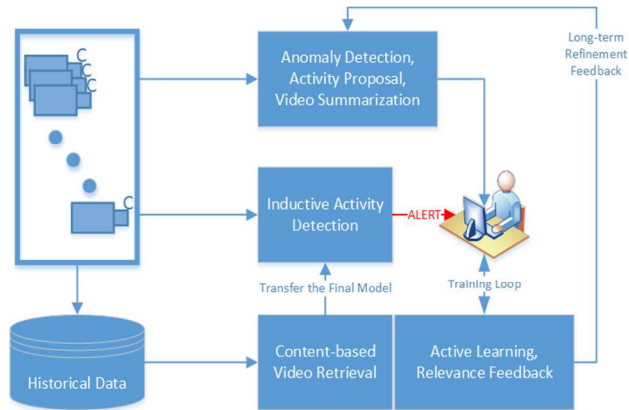 C
C
C
C
Anomaly Detection,
Activity Proposal,
Video Summarization
Long-term
Refinement
Feedback
C
Inductive Activity
Detection
ALERT
Transfer the Final Model
Training Loop
Historical Data
Content-based
Video Retrieval
Active Learning,
Relevance Feedback